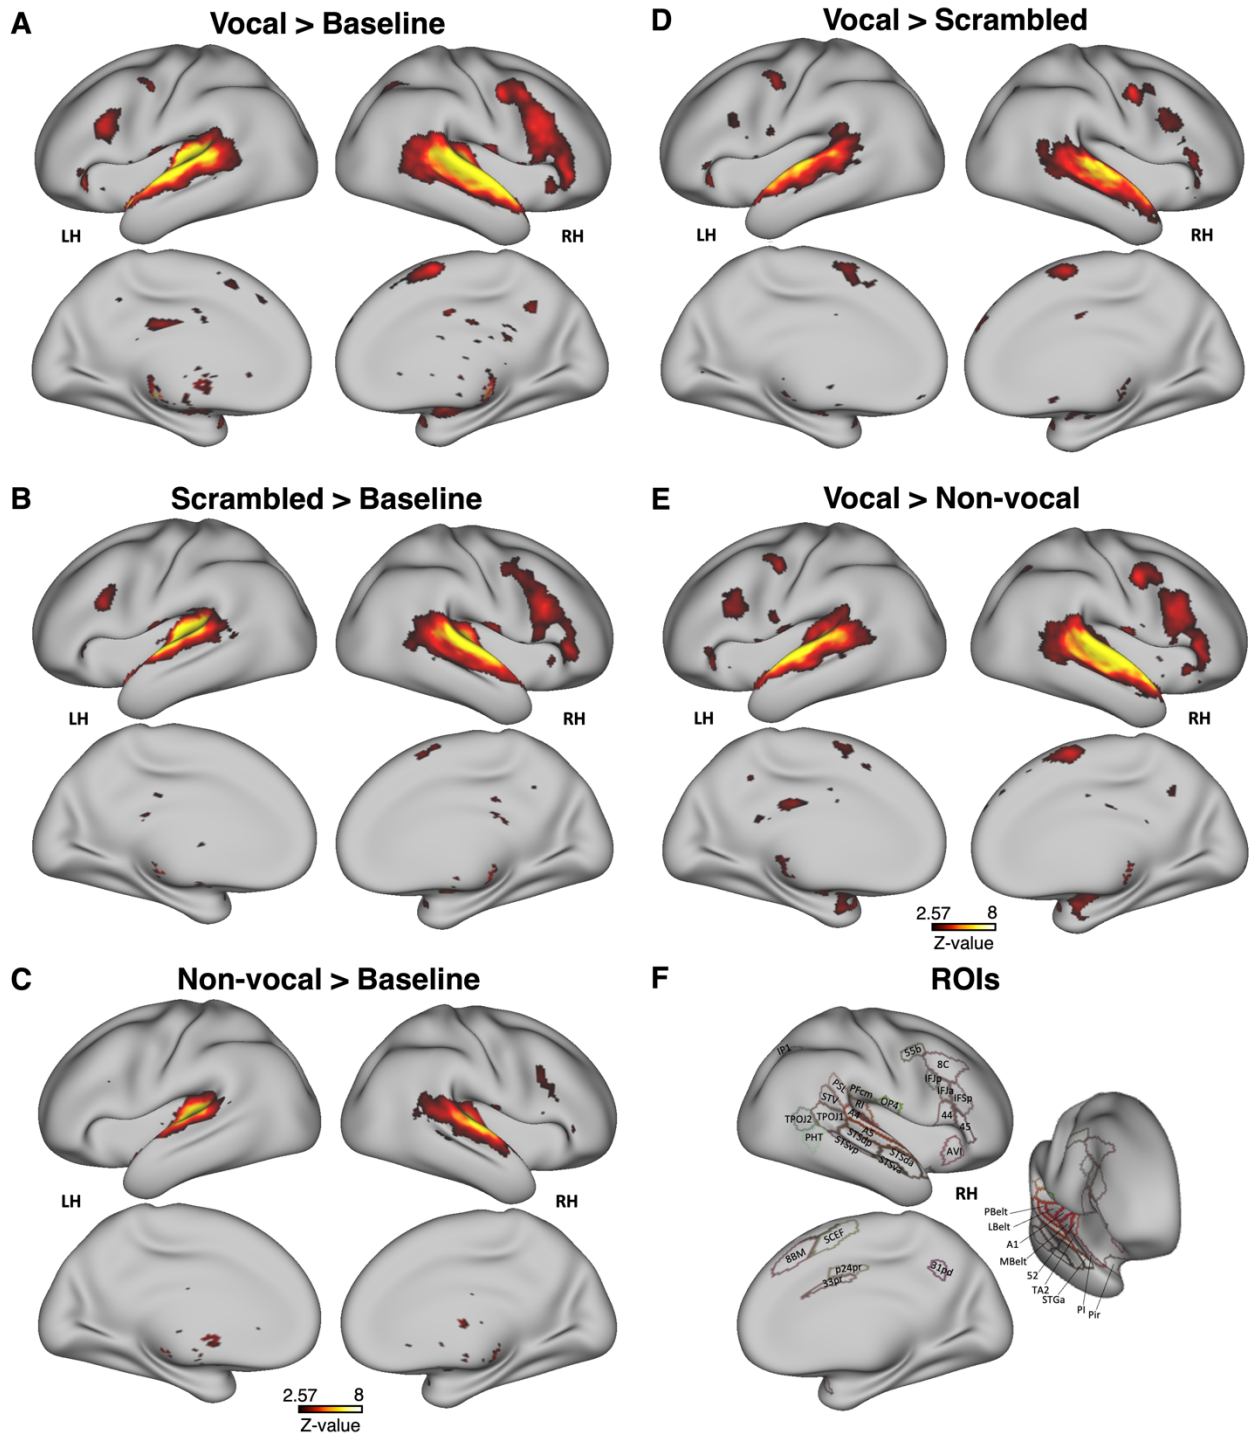 A
Vocal > Baseline
LH
RH
B
Scrambled > Baseline
LH
RH
C
Non-vocal > Baseline
LH
RH
2.57 8
Z-value
D
Vocal > Scrambled
LH
RH
E
Vocal > Non-vocal
LH
RH
2.57 8
Z-value
F
ROIs
IP1
55b
8C
IFJp
IFJa
IFSp
44
45
AVI
PSL
PFcm
OP4
STV
RI
A4
TPOJ2
TPOJ1
A5
PHT
STSdp
STSvp
STSda
STSva
RH
8BM
SCEF
p24pr
33pr
31pd
PBelt
LBelt
A1
MBelt
52
TA2
STGa
PI
Pir